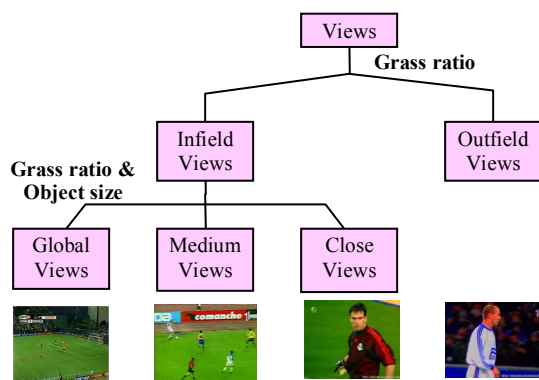 Views
Grass ratio
Infield
Views
Outfield
Views
Grass ratio &
Object size
Global
Views
Medium
Views
Close
Views
comanche